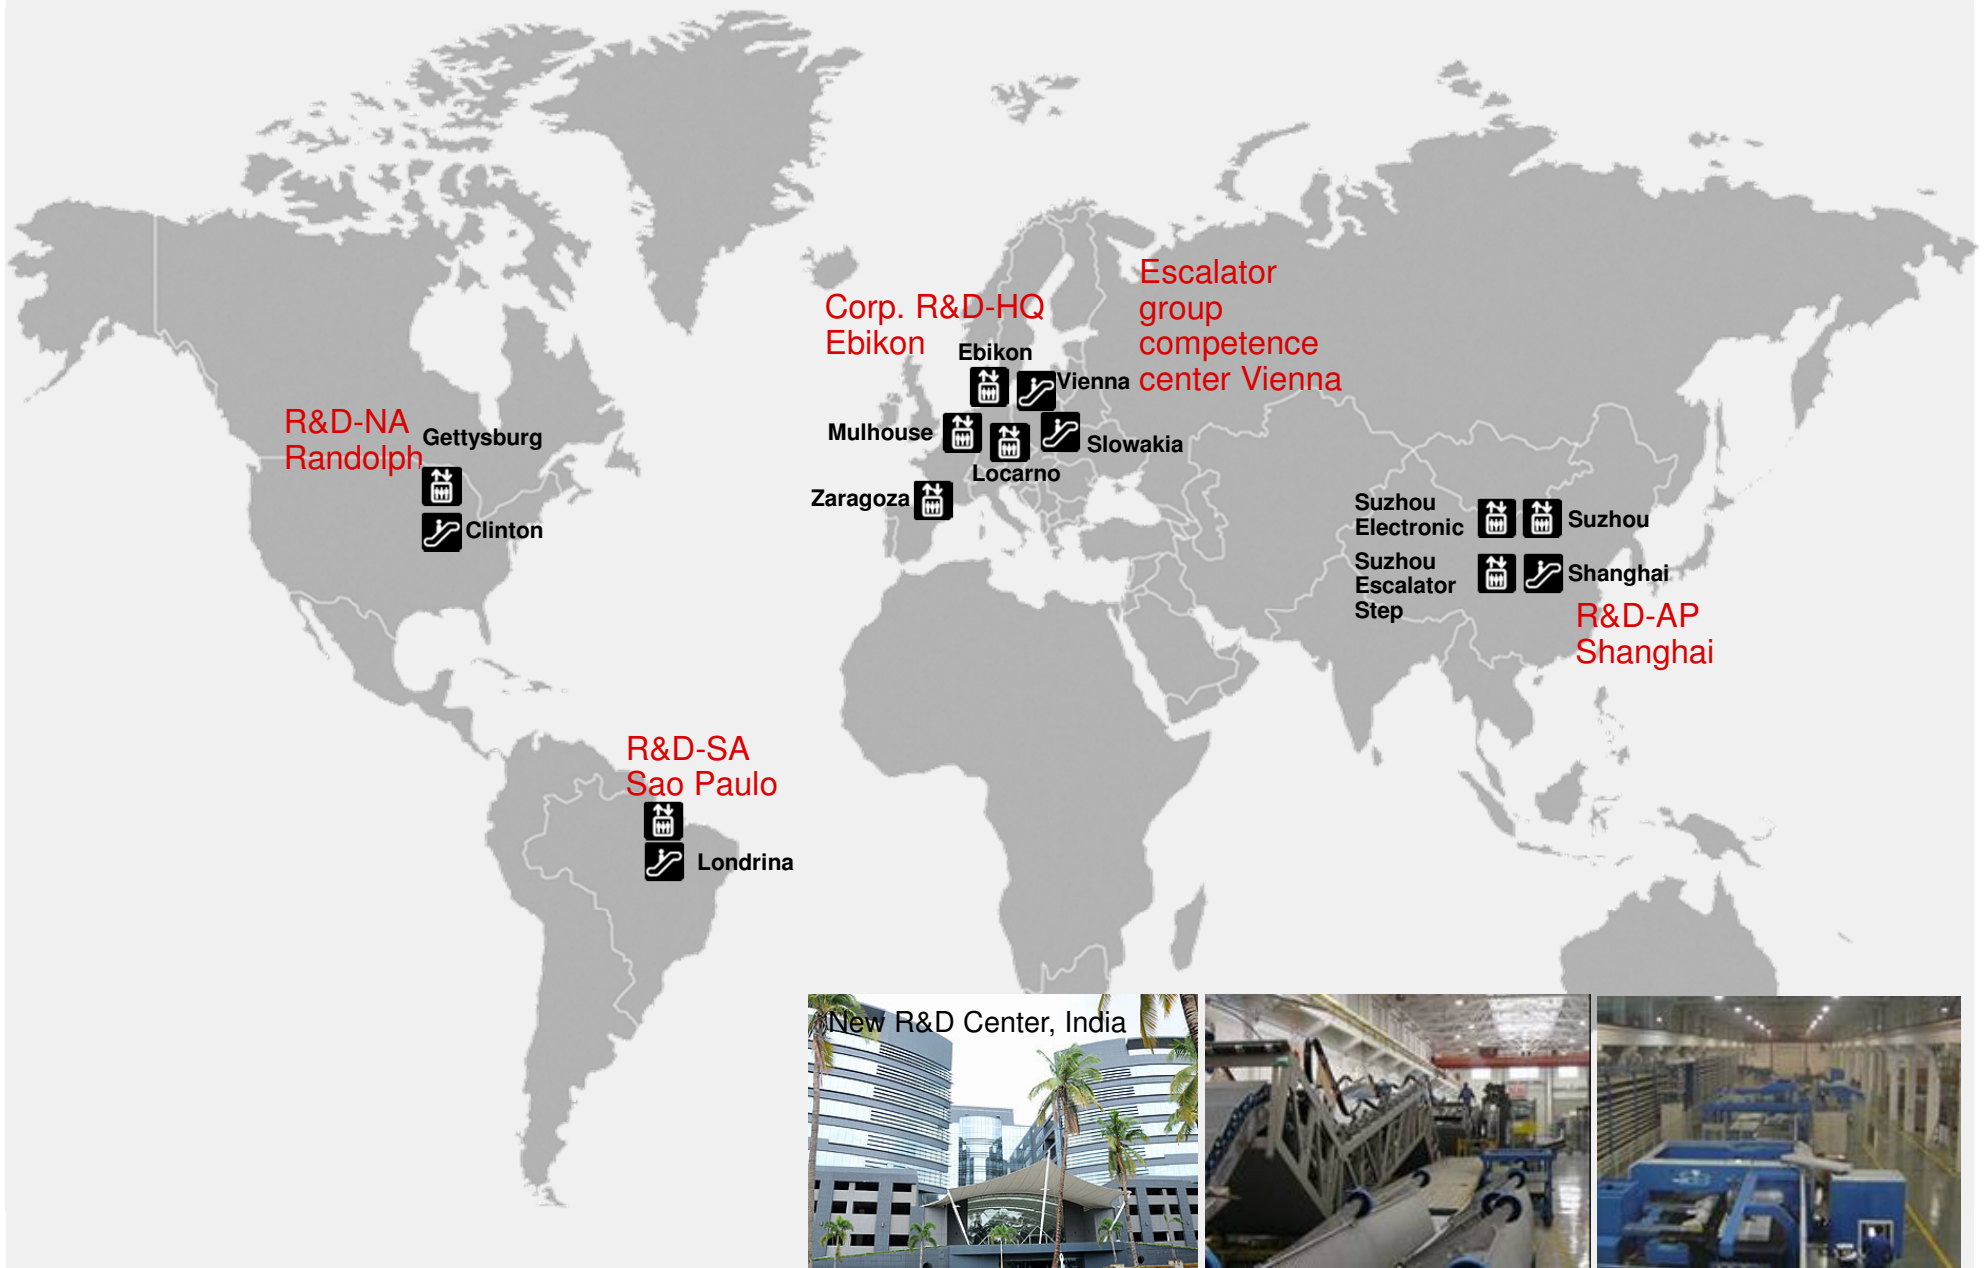 Escalator
group
competence
center Vienna
Corp. R&D-HQ
Ebikon
Ebikon
Vienna
Mulhouse
Slowakia
Locarno
Zaragoza
R&D-NA
Randolph
Gettysburg
Clinton
Suzhou
Electronic
Suzhou
Suzhou
Escalator
Step
Shanghai
R&D-AP
Shanghai
R&D-SA
Sao Paulo
Londrina
New R&D Center, India